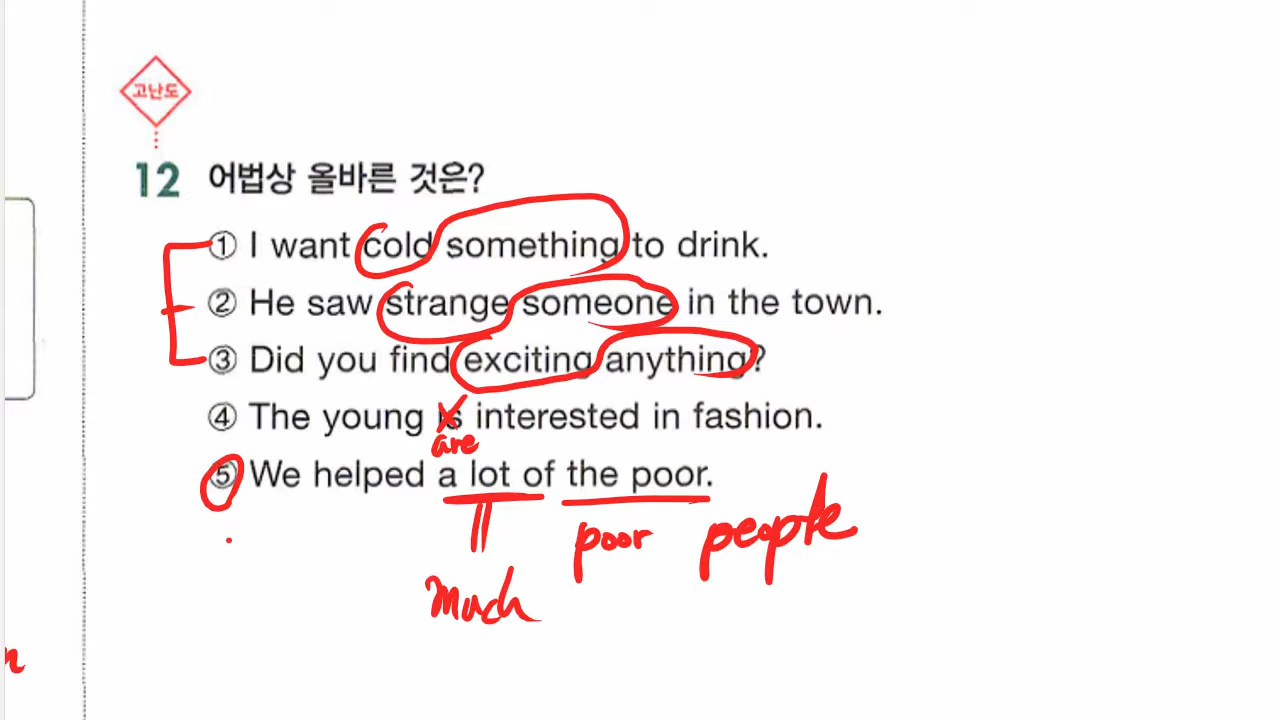 고난도
12 어법상 올바른 것은?
① I want cold something to drink.
② He saw strange someone in the town.
③ Did you find exciting anything?
④ The young is interested in fashion.
are
⑤ We helped a lot of the poor.
poor people
much